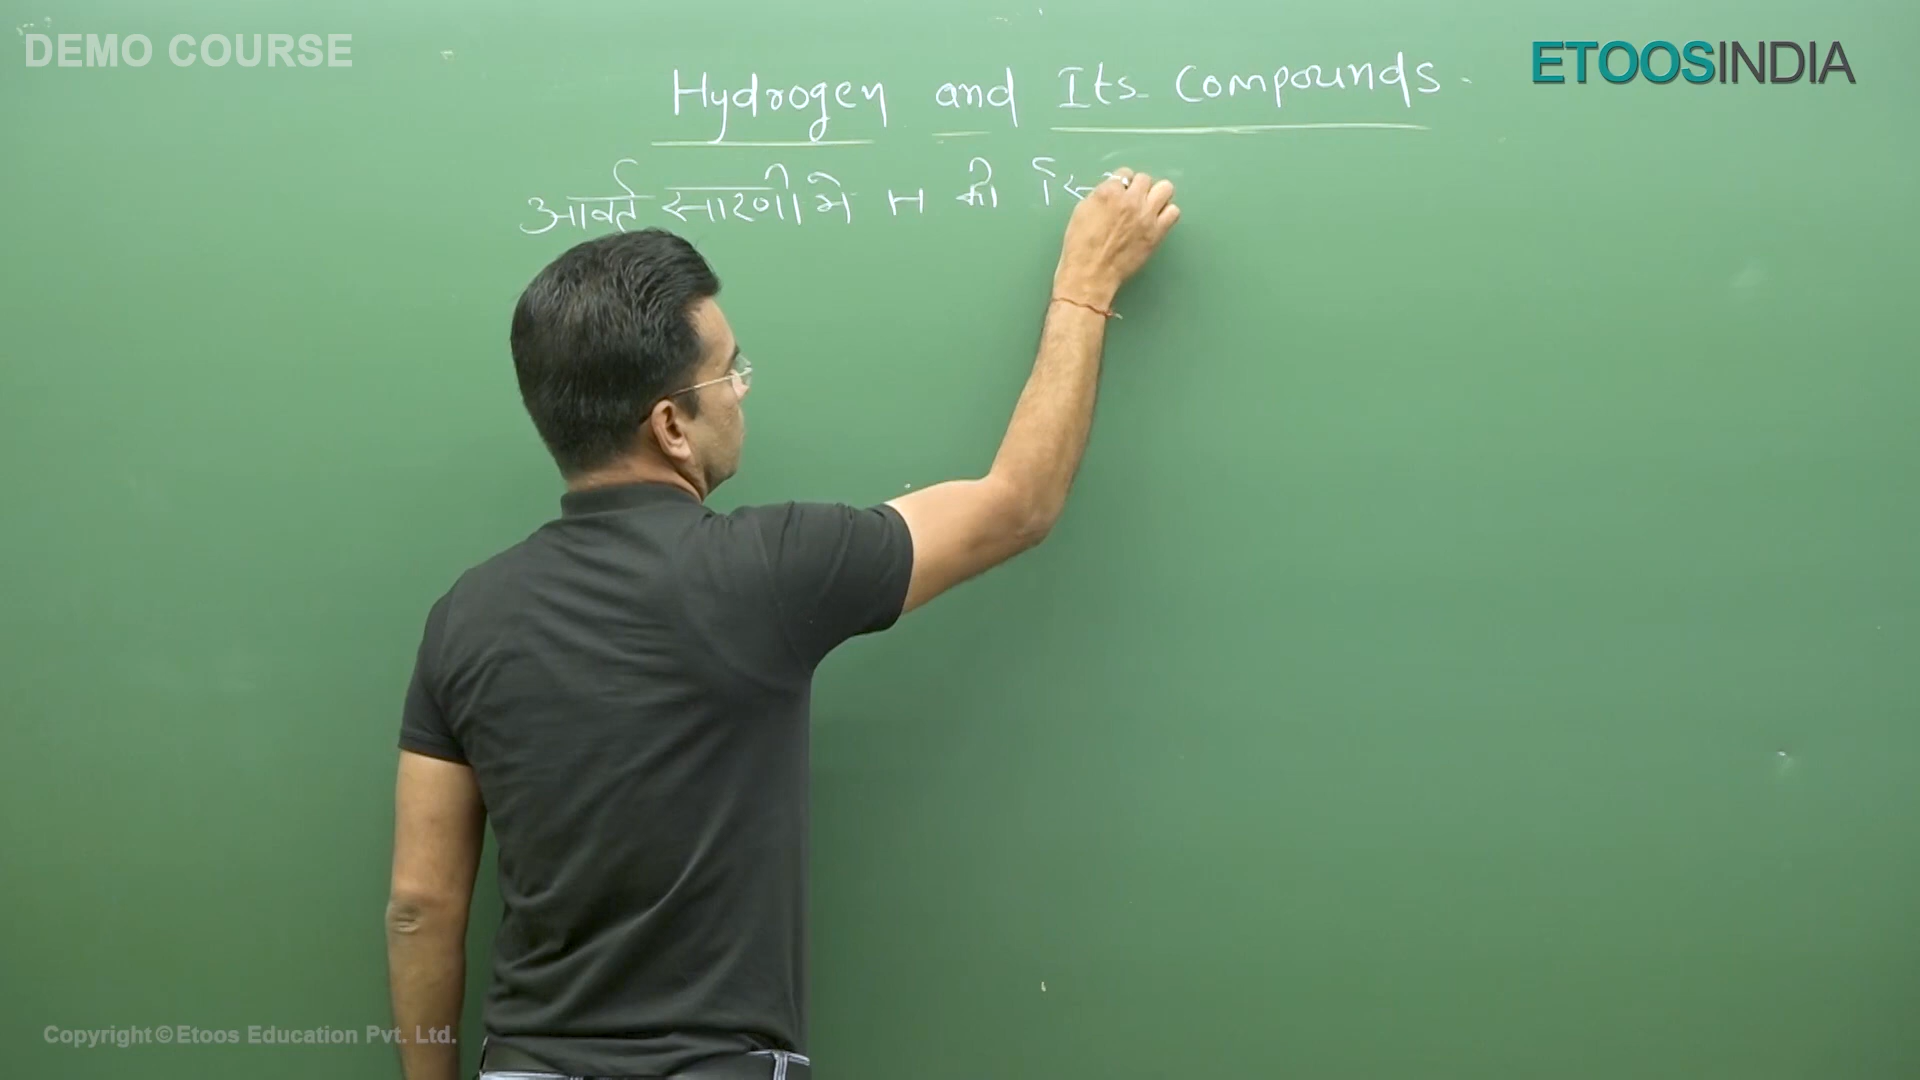 DEMO COURSE
ETOOSINDIA
Hydrogen and Its Compounds.
आवर्त सारणी मे H की
Copyright © Etoos Education Pvt. Ltd.